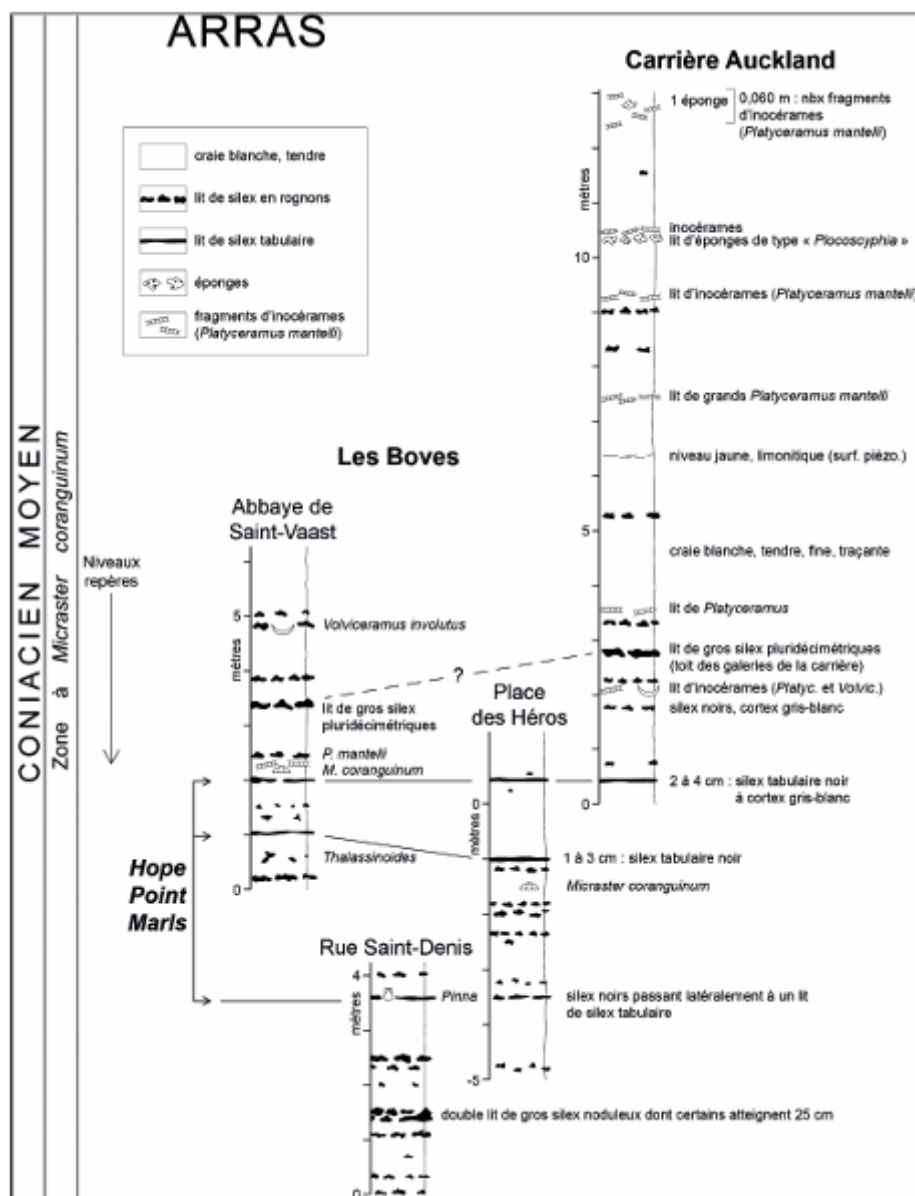 ARRAS
Carrière Auckland
craie blanche, tendre
lit de silex en rognons
lit de silex tabulaire
éponges
fragments d'inocérames
(Platyceramus mantelli)
1 éponge
0,060 m : nbx fragments
d'inocérames
(Platyceramus mantelli)
mètres
inocérames
lit d'éponges de type « Plocoscyphia »
10
lit d'inocérames (Platyceramus mantelli)
lit de grands Platyceramus mantelli
niveau jaune, limonitique (surf. piézo.)
5
craie blanche, tendre, fine, traçante
lit de Platyceramus
lit de gros silex pluridécimétriques
(toit des galeries de la carrière)
lit d'inocérames (Platyc. et Volvic.)
silex noirs, cortex gris-blanc
2 à 4 cm : silex tabulaire noir
à cortex gris-blanc
0
CONIACIEN MOYEN
Zone à Micraster coranguinum
Niveaux
repères
Les Boves
Abbaye de
Saint-Vaast
5
mètres
Volviceramus involutus
?
lit de gros silex
pluridécimétriques
P. mantelli
M. coranguinum
Thalassinoides
0
Hope
Point
Marls
Place
des Héros
0
mètres
1 à 3 cm : silex tabulaire noir
Micraster coranguinum
silex noirs passant latéralement à un lit
de silex tabulaire
-5
Rue Saint-Denis
4
mètres
Pinna
double lit de gros silex noduleux dont certains atteignent 25 cm
0